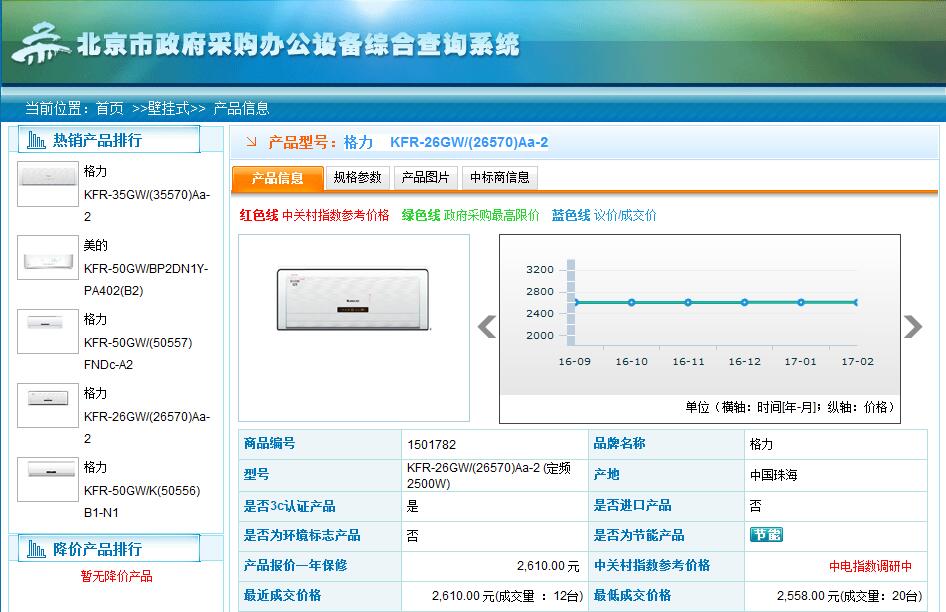 北京市政府采购办公设备综合查询系统
当前位置：首页 >>壁挂式>> 产品信息
热销产品排行
格力
KFR-35GW/(35570)Aa-
2
美的
KFR-50GW/BP2DN1Y-
PA402(B2)
格力
KFR-50GW/(50557)
FNDc-A2
格力
KFR-26GW/(26570)Aa-
2
格力
KFR-50GW/K(50556)
B1-N1
降价产品排行
暂无降价产品
产品型号：格力 KFR-26GW/(26570)Aa-2
产品信息 规格参数 产品图片 中标商信息
红色线 中关村指数参考价格 绿色线 政府采购最高限价 蓝色线 议价/成交价
3200
2800
2400
2000
16-09 16-10 16-11 16-12 17-01 17-02
单位（横轴：时间[年-月]；纵轴：价格）
商品编号 1501782 品牌名称 格力
型号 KFR-26GW/(26570)Aa-2 (定频
2500W) 产地 中国珠海
是否3c认证产品 是 是否进口产品 否
是否为环境标志产品 否 是否为节能产品 节能
产品报价一年保修 2,610.00 元 中关村指数参考价格 中电指数调研中
最近成交价格 2,610.00 元(成交量 ：12台) 最低成交价格 2,558.00 元(成交量：20台)